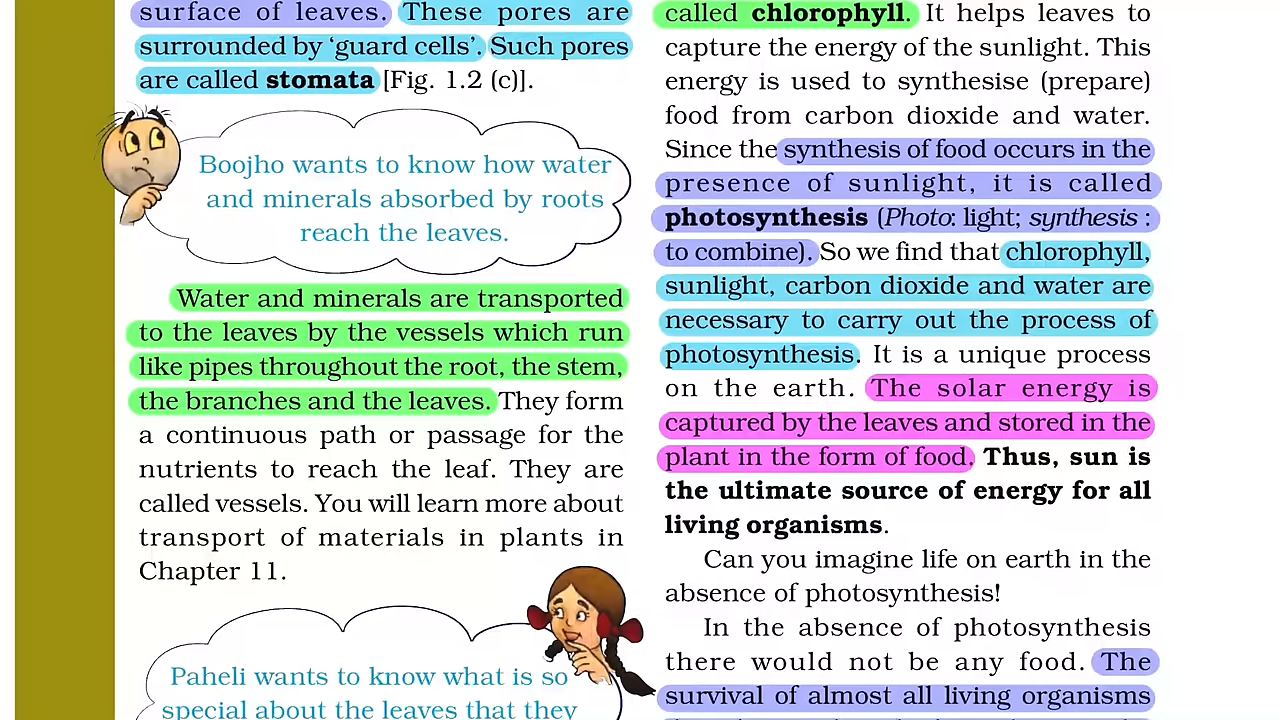 surface of leaves. These pores are
surrounded by ‘guard cells’. Such pores
are called stomata [Fig. 1.2 (c)].
Boojho wants to know how water
and minerals absorbed by roots
reach the leaves.
Water and minerals are transported
to the leaves by the vessels which run
like pipes throughout the root, the stem,
the branches and the leaves. They form
a continuous path or passage for the
nutrients to reach the leaf. They are
called vessels. You will learn more about
transport of materials in plants in
Chapter 11.
Paheli wants to know what is so
special about the leaves that they
called chlorophyll. It helps leaves to
capture the energy of the sunlight. This
energy is used to synthesise (prepare)
food from carbon dioxide and water.
Since the synthesis of food occurs in the
presence of sunlight, it is called
photosynthesis (Photo: light; synthesis :
to combine). So we find that chlorophyll,
sunlight, carbon dioxide and water are
necessary to carry out the process of
photosynthesis. It is a unique process
on the earth. The solar energy is
captured by the leaves and stored in the
plant in the form of food. Thus, sun is
the ultimate source of energy for all
living organisms.
Can you imagine life on earth in the
absence of photosynthesis!
In the absence of photosynthesis
there would not be any food. The
survival of almost all living organisms